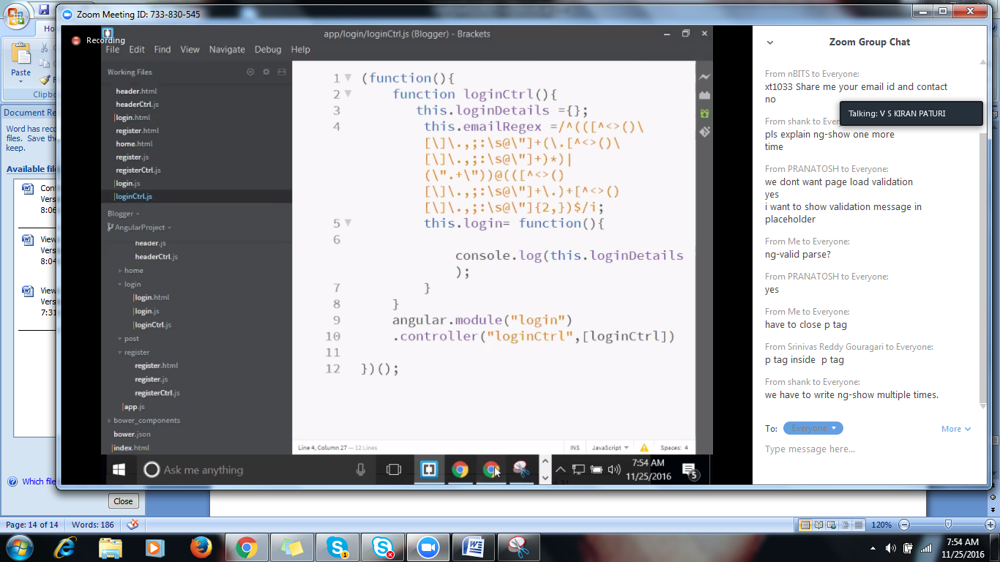 Zoom Meeting ID: 733-830-545
Ho
Paste
Clipbo
Document Re
Word has reco
files. Save the
keep.
Available file
Con
Vers
8:06
View
Vers
8:04
View
Vers
7:31
Which file
Close
Page: 14 of 14
Words: 186
120%
Recording
app/login/loginCtrl.js (Blogger) - Brackets
File Edit Find View Navigate Debug Help
Working Files
header.html
headerCtrl.js
login.html
register.html
home.html
register.js
registerCtrl.js
login.js
loginCtrl.js
Blogger
AngularProject
header.js
headerCtrl.js
home
login
login.html
login.js
loginCtrl.js
post
register
register.html
register.js
registerCtrl.js
app.js
bower_components
bower.json
index.html
1 (function(){
2 function loginCtrl(){
3 this.loginDetails ={};
4 this.emailRegex =/^(([^<>()\
[\]\.,;:\s@\"]+(\.[^<>()\
[\]\.,;:\s@\"]+)*)|
(\".+\"))@(([^<>()
[\]\.,;:\s@\"]+\.)+[^<>()
[\]\.,;:\s@\"]{2,})$/i;
5 this.login= function(){
6
console.log(this.loginDetails
);
7 }
8 }
9 angular.module("login")
10 .controller("loginCtrl",[loginCtrl])
11
12 })();
Line 4, Column 27 — 12 Lines
INS JavaScript Spaces: 4
Ask me anything
7:54 AM
11/25/2016
5
Zoom Group Chat
From nBITS to Everyone:
xt1033 Share me your email id and contact
no
Talking: V S KIRAN PATURI
From shank to Eve
pls explain ng-show one more
time
From PRANATOSH to Everyone:
we dont want page load validation
yes
i want to show validation message in
placeholder
From Me to Everyone:
ng-valid parse?
From PRANATOSH to Everyone:
yes
From Me to Everyone:
have to close p tag
From Srinivas Reddy Gouragari to Everyone:
p tag inside p tag
From shank to Everyone:
we have to write ng-show multiple times.
To: Everyone More
Type message here...
7:54 AM
11/25/2016